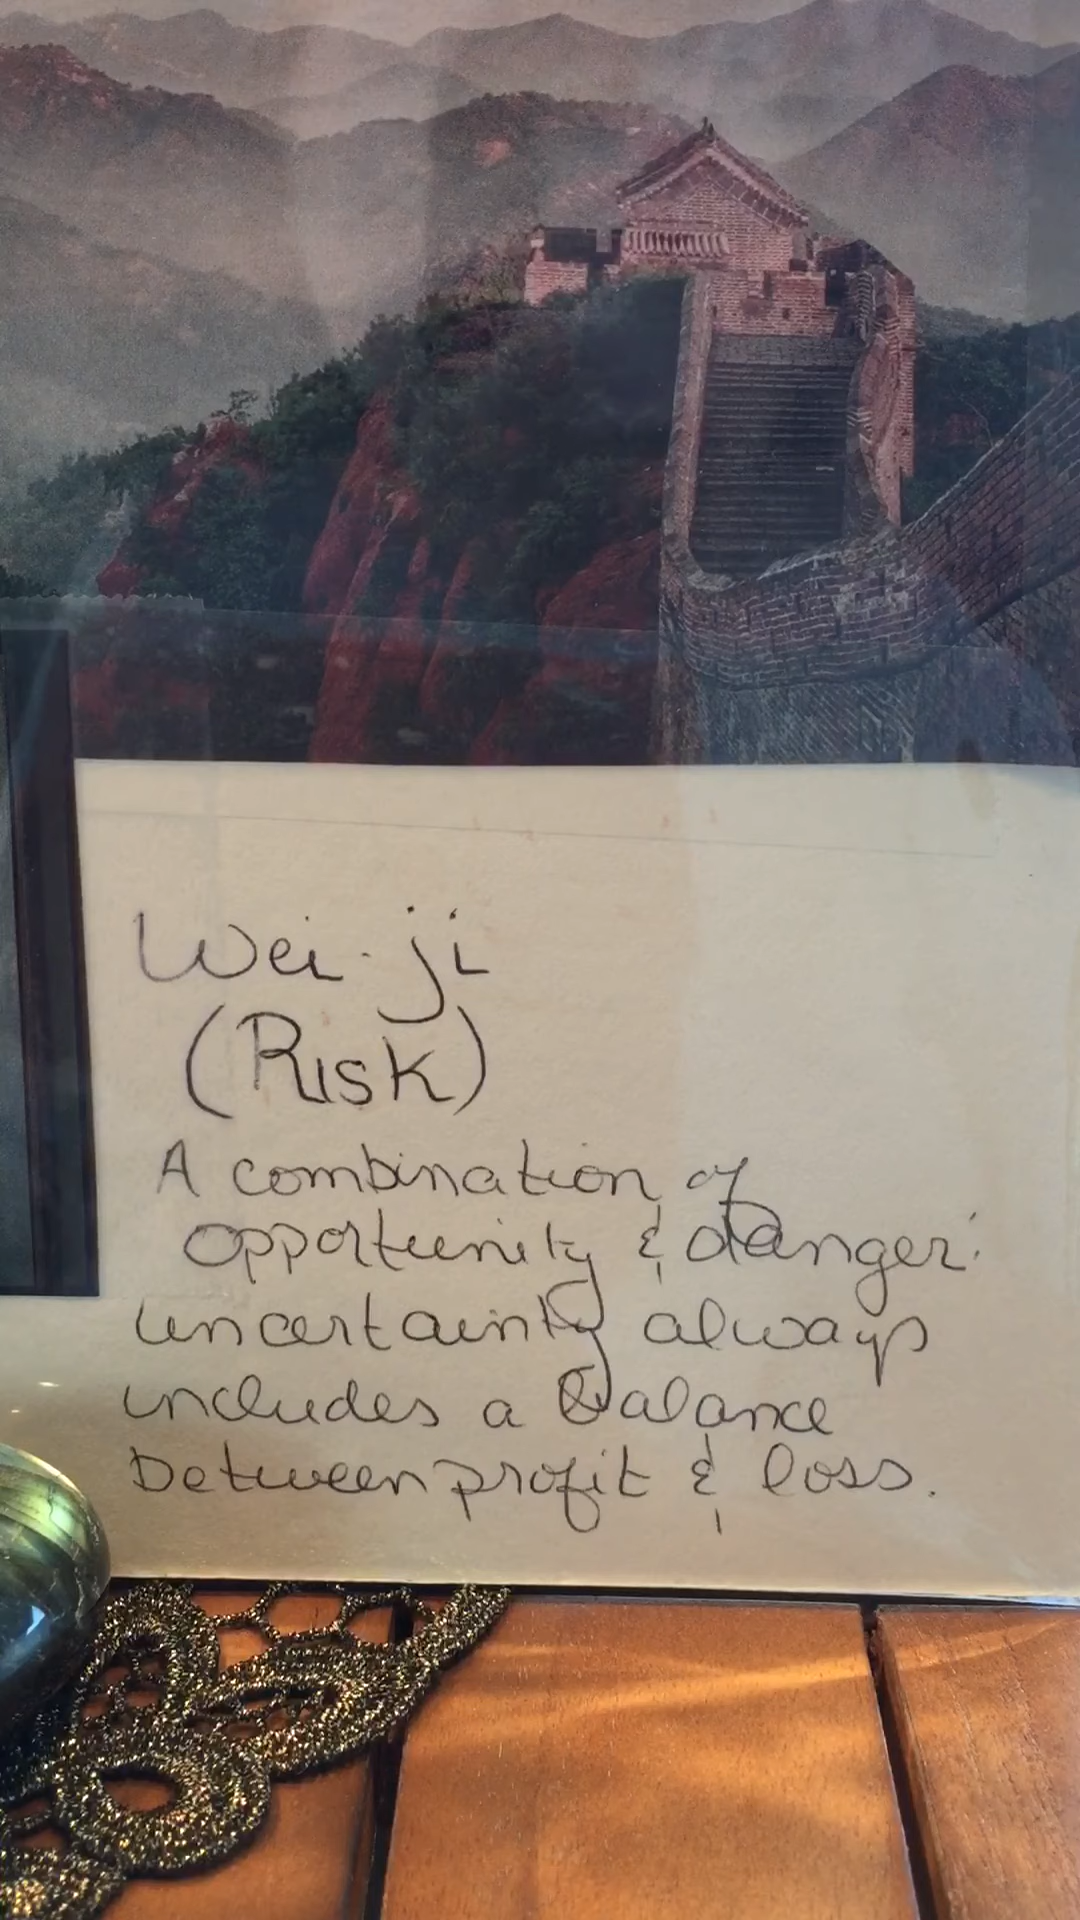 Wei-ji
(Risk)
A combination of
opportunity & danger:
uncertainty always
includes a balance
between profit & loss.